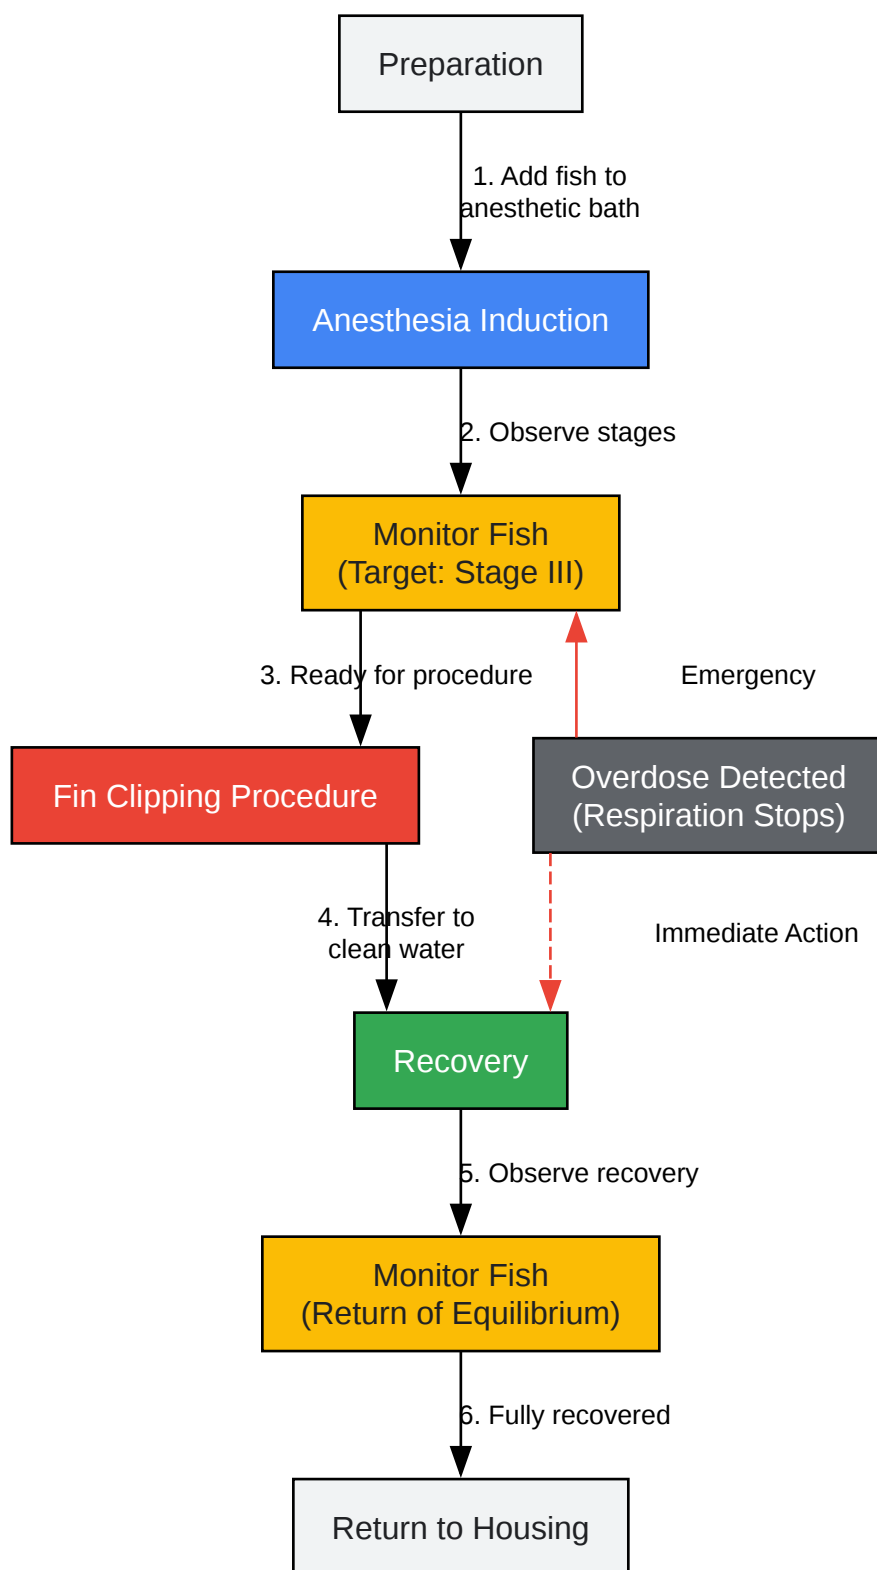 Preparation
1. Add fish to
anesthetic bath
Anesthesia Induction
2. Observe stages
Monitor Fish
(Target: Stage III)
3. Ready for procedure
Emergency
Fin Clipping Procedure
Overdose Detected
(Respiration Stops)
4. Transfer to
clean water
Immediate Action
Recovery
5. Observe recovery
Monitor Fish
(Return of Equilibrium)
6. Fully recovered
Return to Housing